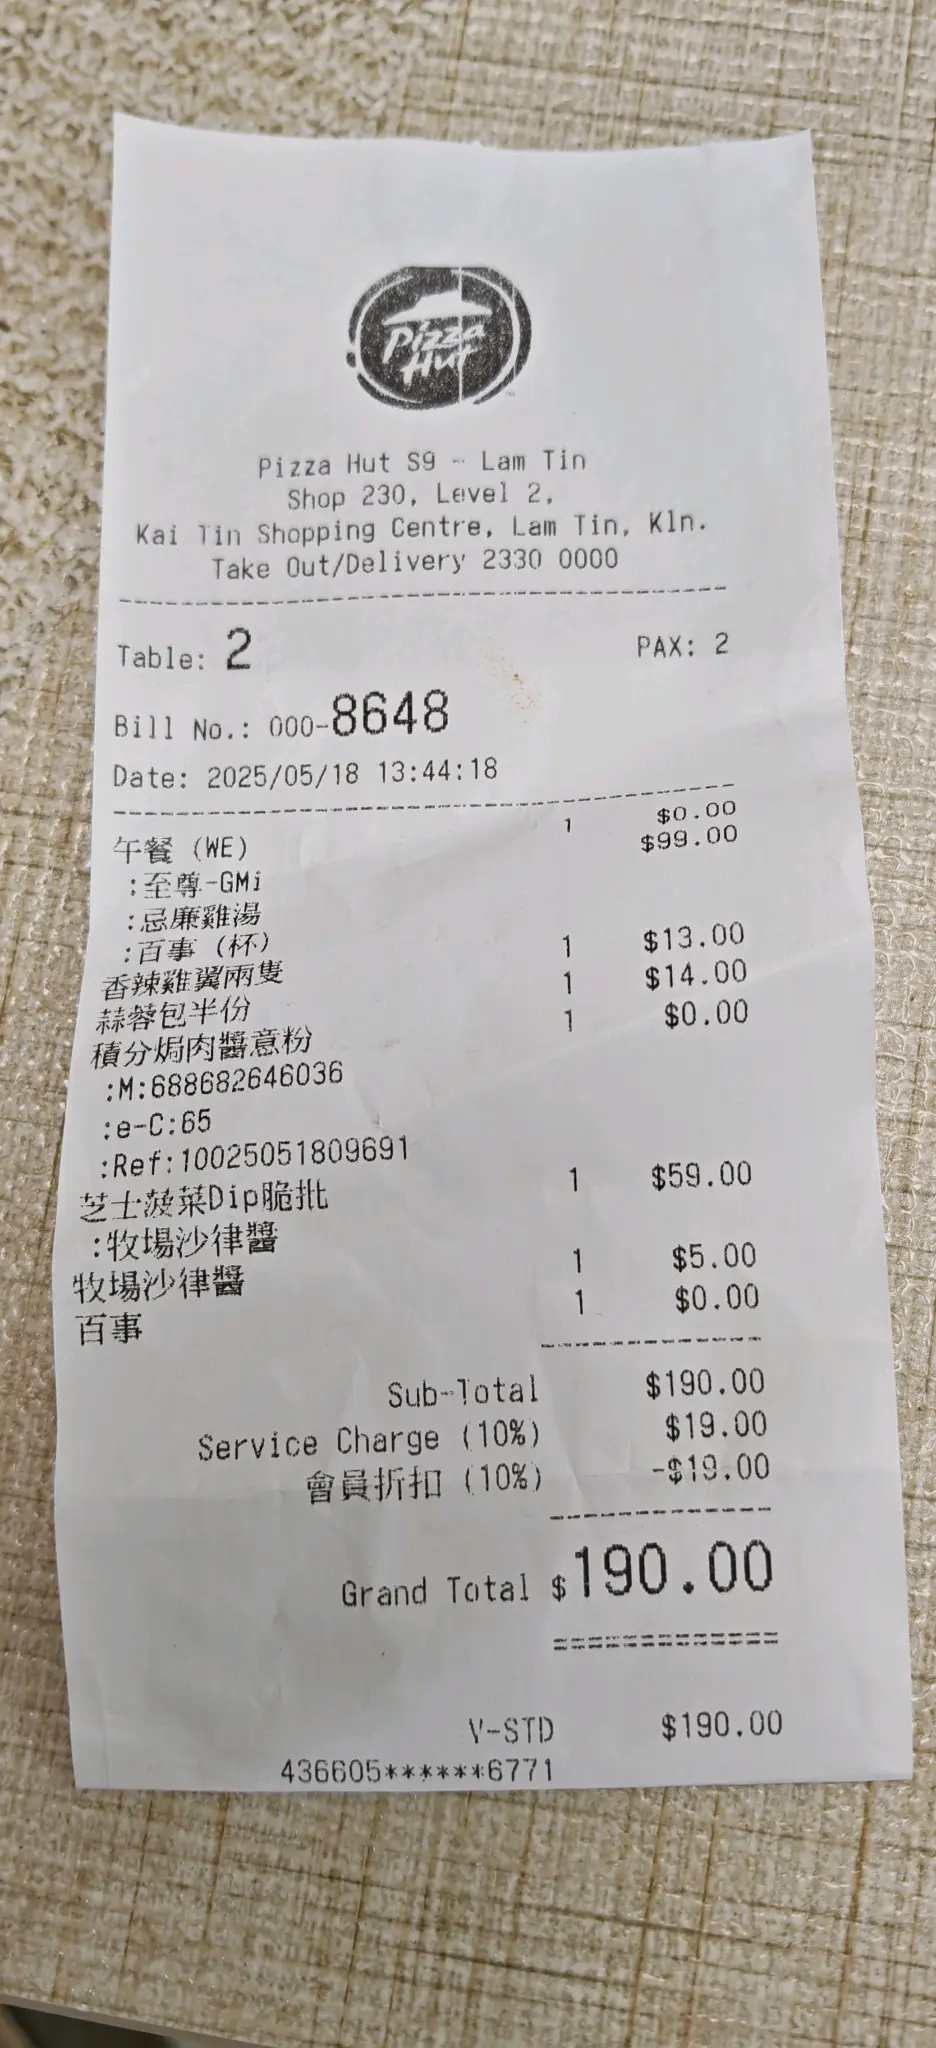 Pizza
Hut
Pizza Hut S9 - Lam Tin
Shop 230, Level 2,
Kai Tin Shopping Centre, Lam Tin, Kln.
Take Out/Delivery 2330 0000
Table: 2 PAX: 2
Bill No.: 000-8648
Date: 2025/05/18 13:44:18
午餐 (WE) 1 $0.00
:至尊-GMi $99.00
:忌廉雞湯
:百事 (杯)
香辣雞翼兩隻 1 $13.00
蒜蓉包半份 1 $14.00
積分焗肉醬意粉 1 $0.00
:M:688682646036
:e-C:65
:Ref:10025051809691
芝士菠菜Dip脆批 1 $59.00
:牧場沙律醬
牧場沙律醬 1 $5.00
百事 1 $0.00
Sub-Total $190.00
Service Charge (10%) $19.00
會員折扣 (10%) -$19.00
Grand Total $190.00
V-STD $190.00
436605******6771